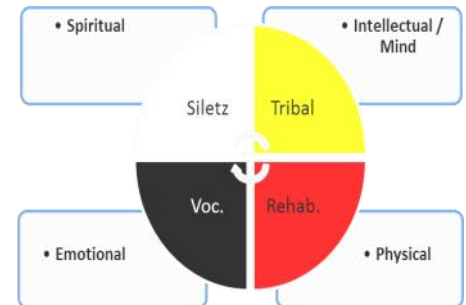 • Spiritual
• Intellectual /
Mind
Siletz
Tribal
Voc.
Rehab.
• Emotional
• Physical